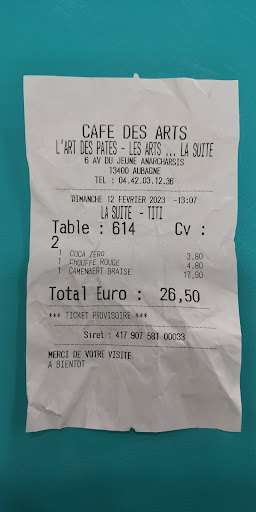 CAFE DES ARTS
L'ART DES PATES - LES ARTS ... LA SUITE
6 AV DU JEUNE ANARCHARSIS
13400 AUBAGNE
TEL : 04.42.03.12.36
DIMANCHE 12 FEVRIER 2023 -13:07
LA SUITE - TITI
Table : 614 Cv :
2
1 COCA ZERO 3,80
1 CHOUFFE ROUGE 4,80
1 CAMENBERT BRAISE 17,90
Total Euro : 26,50
*** TICKET PROVISOIRE ***
Siret : 417 907 581 00033
MERCI DE VOTRE VISITE
A BIENTOT